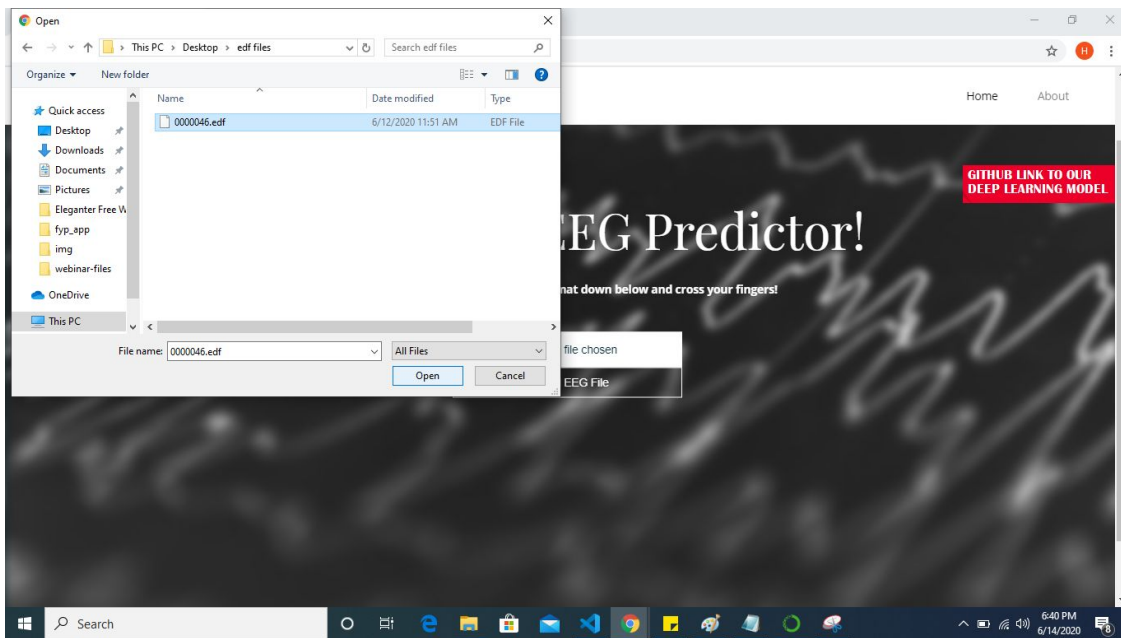 Open
This PC > Desktop > edf files
Search edf files
Organize
New folder
Name
Date modified
Type
Quick access
Desktop
Downloads
Documents
Pictures
Eleganter Free W
fyp_app
img
webinar-files
OneDrive
This PC
0000046.edf
6/12/2020 11:51 AM
EDF File
File name:
0000046.edf
All Files
Open
Cancel
H
Home
About
GITHUB LINK TO OUR
DEEP LEARNING MODEL
EEG Predictor!
mat down below and cross your fingers!
file chosen
EEG File
Search
6:40 PM
6/14/2020
8